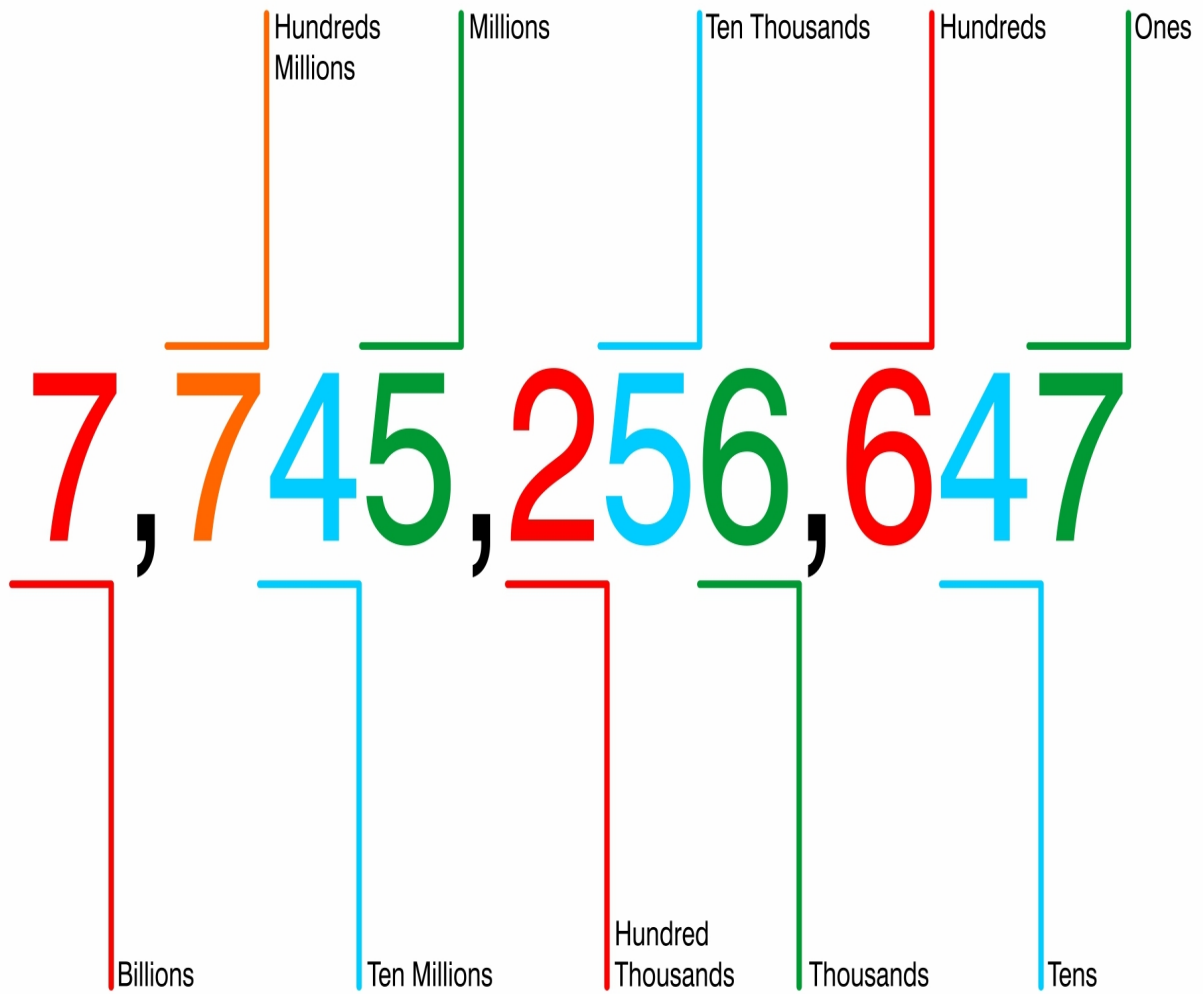 Hundreds
Millions
Millions
Ten Thousands
Hundreds
Ones
7,745,256,647
Billions
Ten Millions
Hundred
Thousands
Thousands
Tens